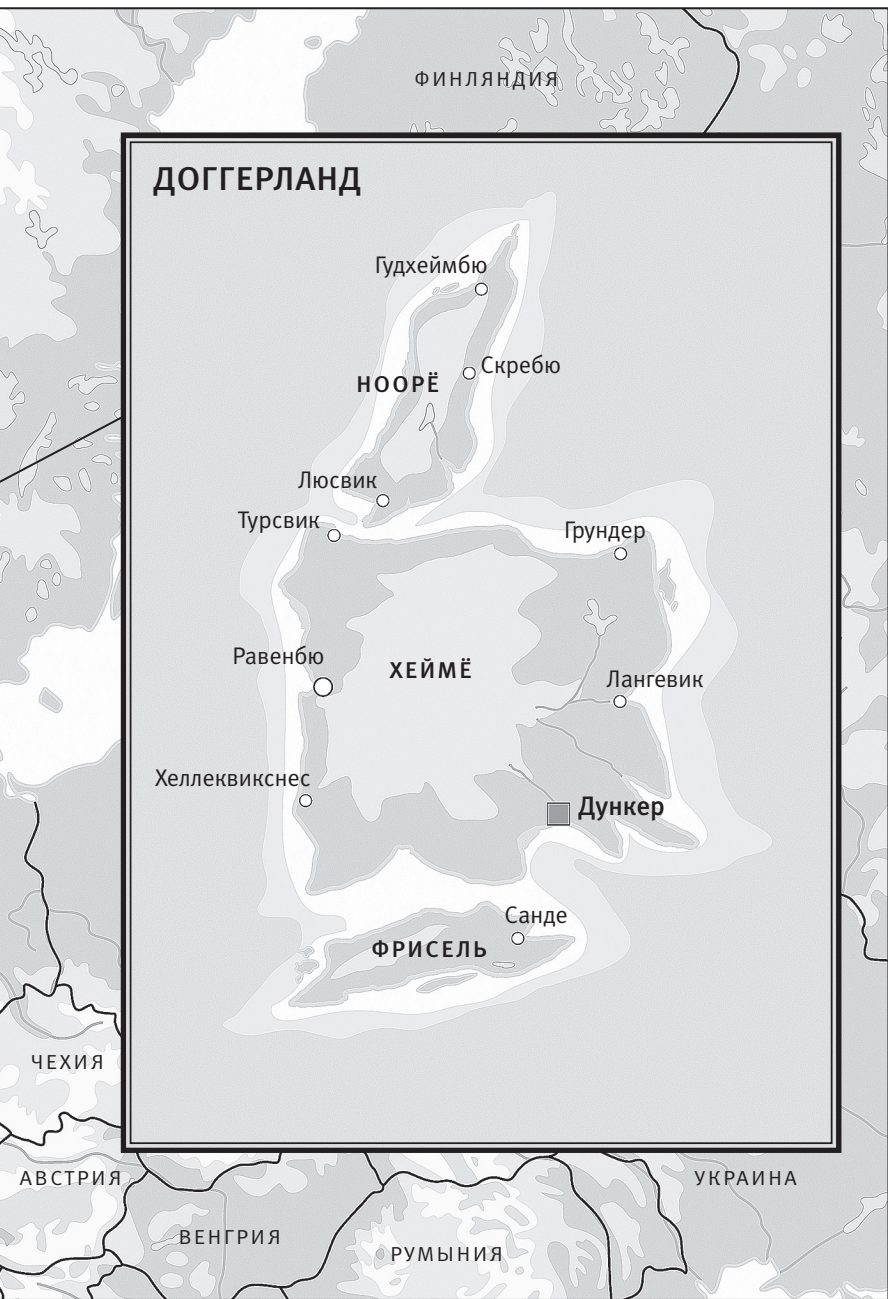 ФИНЛЯНДИЯ
ДОГГЕРЛАНД
Гудхеймбю
Скребю
НООРЁ
Люсвик
Турсвик
Грундер
Равенбю
ХЕЙМЁ
Лангевик
Хеллеквикснес
Дункер
Санде
ФРИСЕЛЬ
ЧЕХИЯ
АВСТРИЯ
УКРАИНА
ВЕНГРИЯ
РУМЫНИЯ